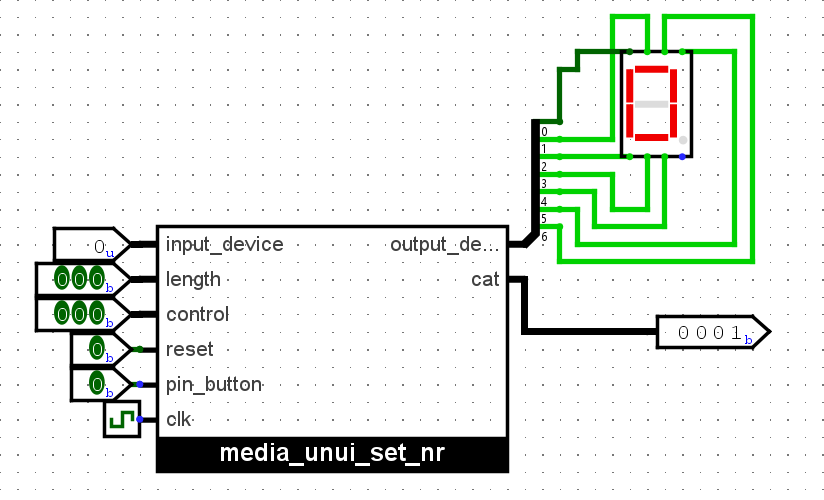 0
1
2
3
4
5
6
0u input_device output_de...
000b length cat
000b control
0001b
0b reset
0b pin_button
clk
media_unui_set_nr